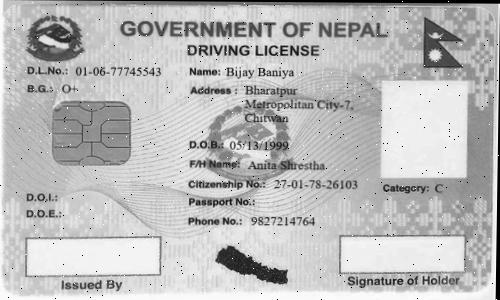 GOVERNMENT OF NEPAL
DRIVING LICENSE
D.L.No.: 01-06-77745543
B.G.: O+
Name: Bijay Baniya
Address : Bharatpur
Metropolitan City-7,
Chitwan
D.O.B.: 05/13/1999
F/H Name: Anita Shrestha.
Citizenship No.: 27-01-78-26103
Passport No.:
Phone No.: 9827214764
Category: C
D.O.I.:
D.O.E.:
Issued By
Signature of Holder